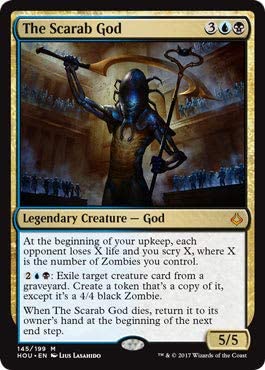 The Scarab God 3
Legendary Creature — God
At the beginning of your upkeep, each
opponent loses X life and you scry X, where X
is the number of Zombies you control.
2 : Exile target creature card from a
graveyard. Create a token that's a copy of it,
except it's a 4/4 black Zombie.
When The Scarab God dies, return it to its
owner's hand at the beginning of the next
end step.
5/5
145/199 M
HOU • EN LIUS LASAHIDO
™ & © 2017 Wizards of the Coast